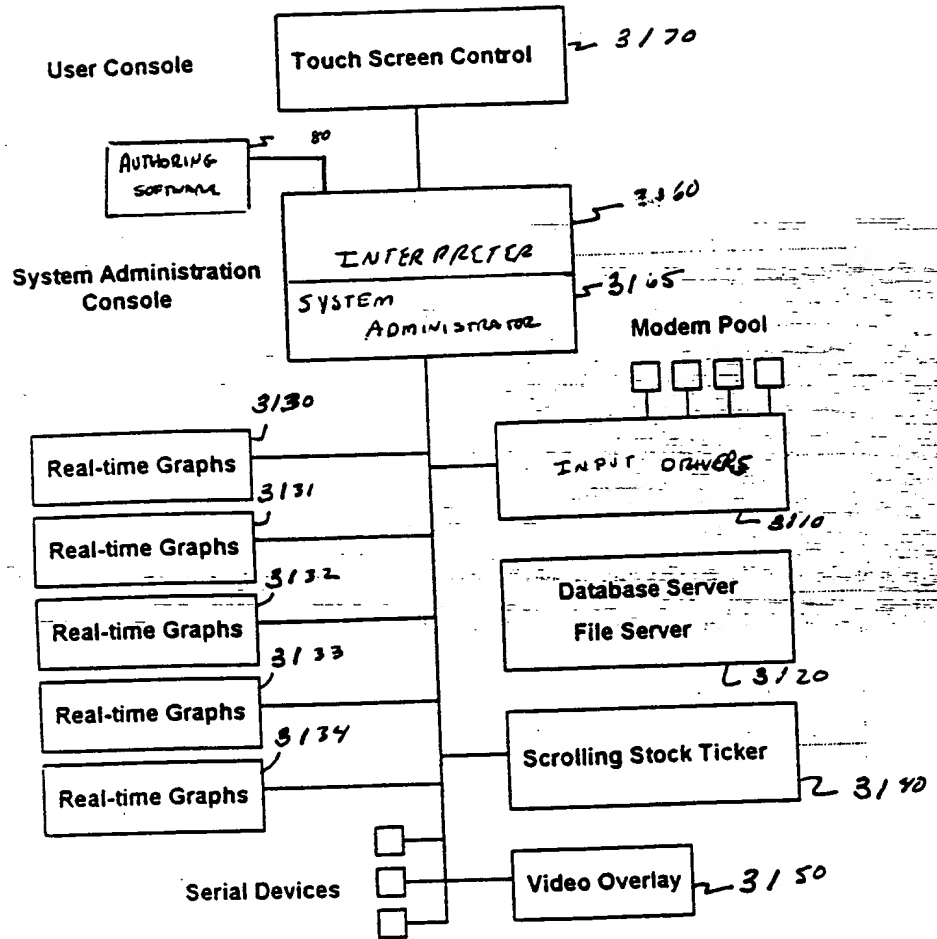 3170
Touch Screen Control
User Console
80
AUTHORING
SOFTWARE
3160
INTERPRETER
System Administration
Console
3165
SYSTEM
ADMINISTRATOR
Modem Pool
3130
Real-time Graphs
INPUT DRIVERS
3131
3110
Real-time Graphs
3132
Database Server
Real-time Graphs
File Server
3133
3120
Real-time Graphs
3134
Scrolling Stock Ticker
Real-time Graphs
3140
Serial Devices
Video Overlay
3150